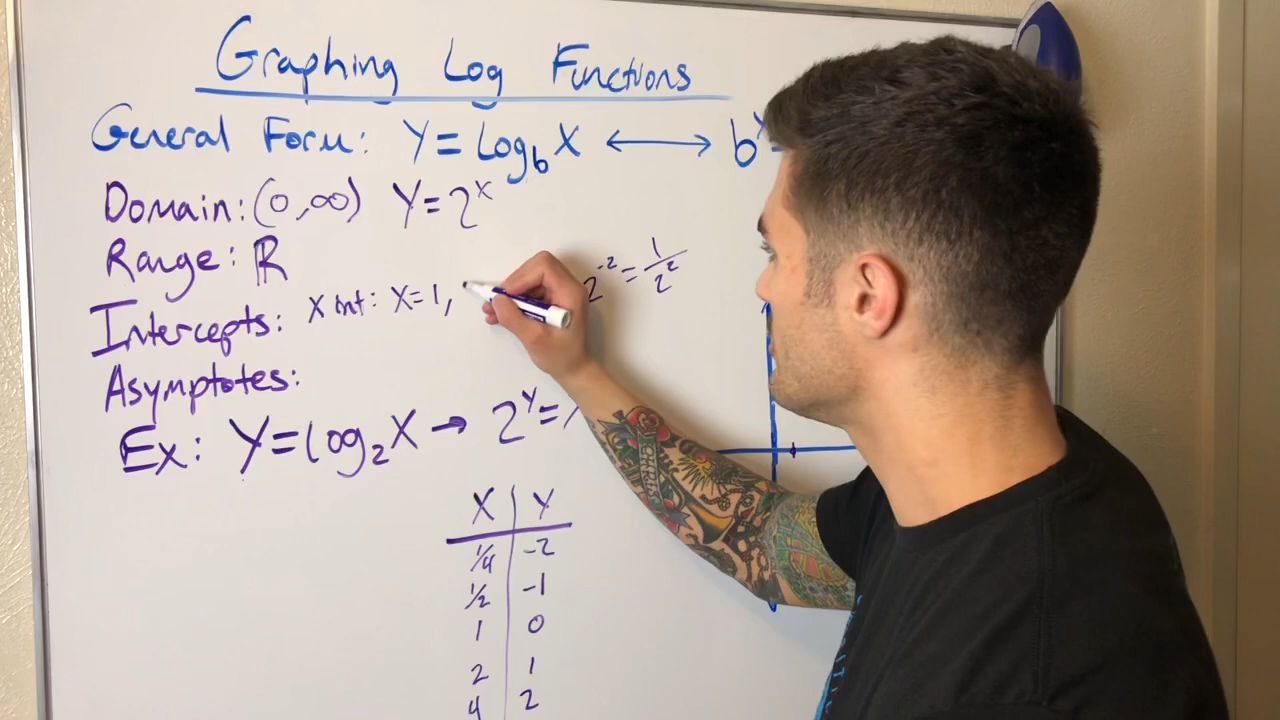 Graphing Log Functions
General Form: Y = Log_b X ⟷ b^Y =
Domain: (0, ∞) Y = 2^X
Range: ℝ
Intercepts: X Int: X = 1, 2^-2 = 1/2^2
Asymptotes:
Ex: Y = log_2 X → 2^Y =
X Y
1/4 -2
1/2 -1
1 0
2 1
4 2